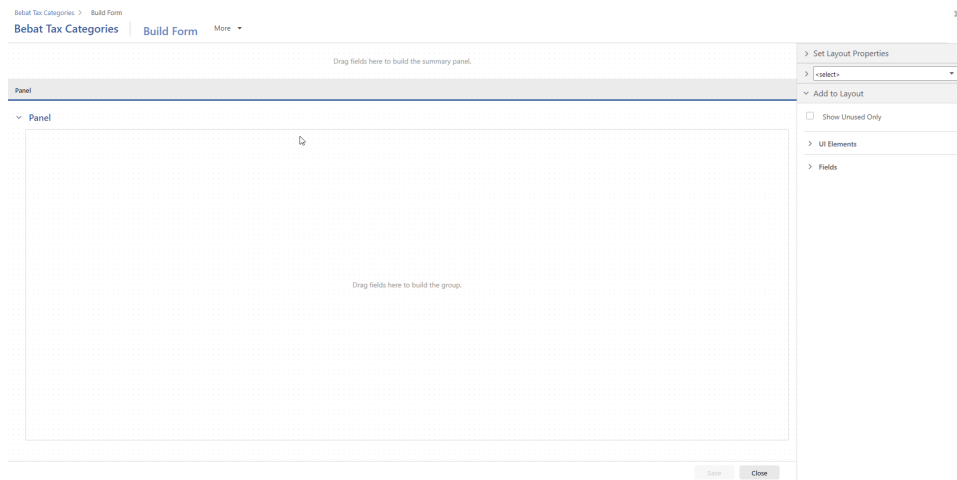 Bebat Tax Categories > Build Form
Bebat Tax Categories Build Form More
Drag fields here to build the summary panel.
Set Layout Properties
<select>
Panel
Add to Layout
Panel
Show Unused Only
UI Elements
Fields
Drag fields here to build the group.
Save Close